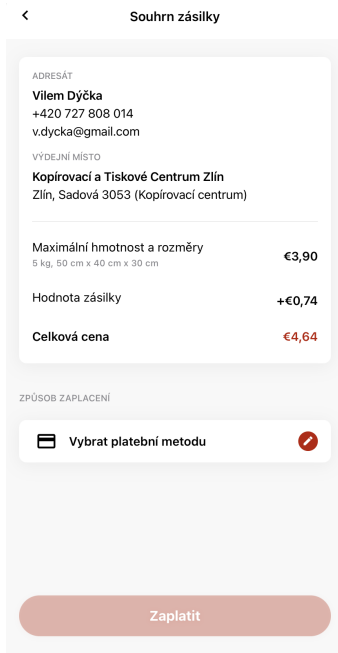 Souhrn zásilky
ADRESÁT
Vilem Dýčka
+420 727 808 014
v.dycka@gmail.com
VÝDEJNÍ MÍSTO
Kopírovací a Tiskové Centrum Zlín
Zlín, Sadová 3053 (Kopírovací centrum)
Maximální hmotnost a rozměry
5 kg, 50 cm x 40 cm x 30 cm
€3,90
Hodnota zásilky
+€0,74
Celková cena
€4,64
ZPŮSOB ZAPLACENÍ
Vybrat platební metodu
Zaplatit